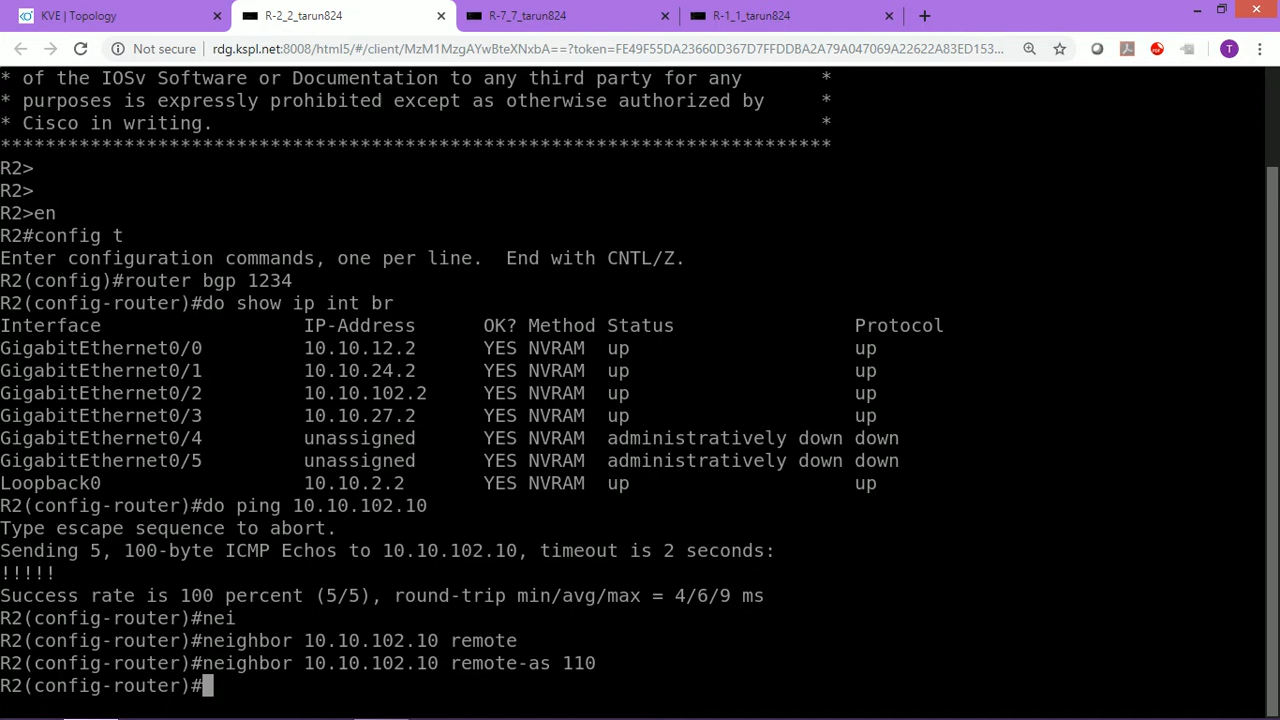 KVE | Topology
R-2_2_tarun824
R-7_7_tarun824
R-1_1_tarun824
Not secure
rdg.kspl.net:8008/html5/#/client/MzM1MzgAYwBteXNxbA==?token=FE49F55DA23660D367D7FFDDBA2A79A047069A22622A83ED153...
T
* of the IOSv Software or Documentation to any third party for any *
* purposes is expressly prohibited except as otherwise authorized by *
* Cisco in writing. *
**************************************************************************
R2>
R2>
R2>en
R2#config t
Enter configuration commands, one per line.  End with CNTL/Z.
R2(config)#router bgp 1234
R2(config-router)#do show ip int br
Interface IP-Address OK? Method Status Protocol
GigabitEthernet0/0 10.10.12.2 YES NVRAM up up
GigabitEthernet0/1 10.10.24.2 YES NVRAM up up
GigabitEthernet0/2 10.10.102.2 YES NVRAM up up
GigabitEthernet0/3 10.10.27.2 YES NVRAM up up
GigabitEthernet0/4 unassigned YES NVRAM administratively down down
GigabitEthernet0/5 unassigned YES NVRAM administratively down down
Loopback0 10.10.2.2 YES NVRAM up up
R2(config-router)#do ping 10.10.102.10
Type escape sequence to abort.
Sending 5, 100-byte ICMP Echos to 10.10.102.10, timeout is 2 seconds:
!!!!!
Success rate is 100 percent (5/5), round-trip min/avg/max = 4/6/9 ms
R2(config-router)#nei
R2(config-router)#neighbor 10.10.102.10 remote
R2(config-router)#neighbor 10.10.102.10 remote-as 110
R2(config-router)#